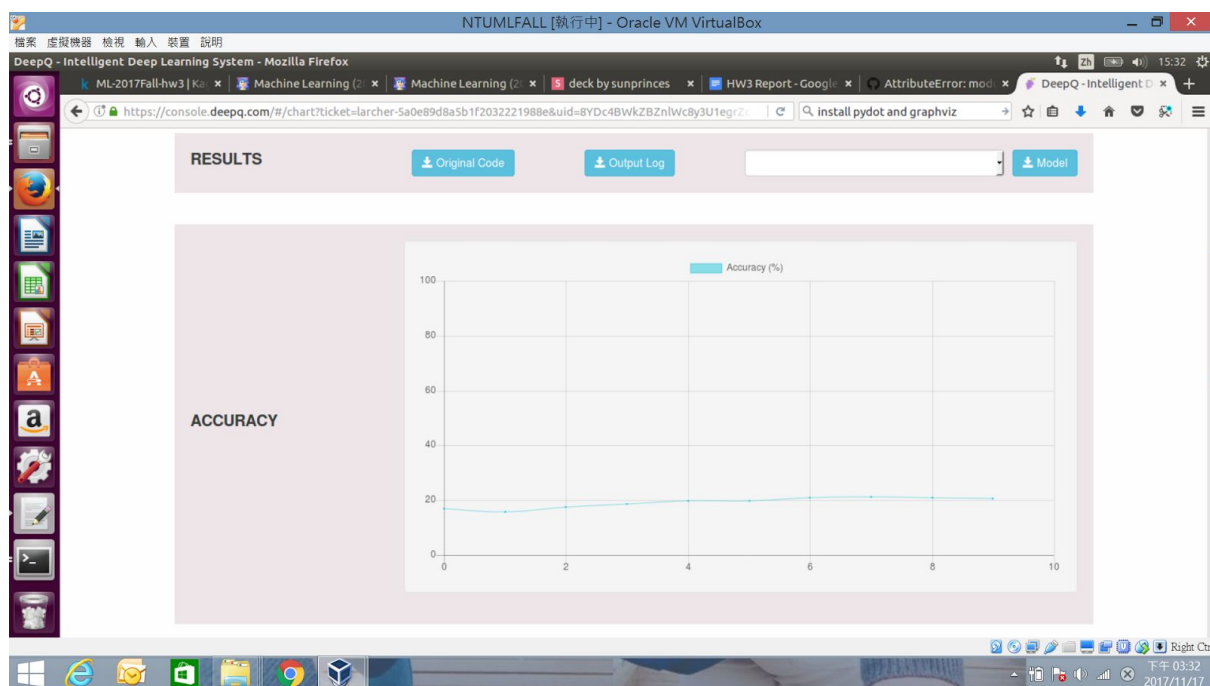 NTUMLFALL [執行中] - Oracle VM VirtualBox
檔案 虛擬機器 檢視 輸入 裝置 說明
DeepQ - Intelligent Deep Learning System - Mozilla Firefox
Zh
15:32
ML-2017Fall-hw3 | Ka
Machine Learning (2
Machine Learning (2
deck by sunprinces
HW3 Report - Google
AttributeError: mod
DeepQ - Intelligent D
https://console.deepq.com/#/chart?ticket=larcher-5a0e89d8a5b1f2032221988e&uid=8YDc4BWkZBZnlWc8y3U1egr
install pydot and graphviz
RESULTS
Original Code
Output Log
Model
Accuracy (%)
100
80
60
ACCURACY
40
20
0
0 2 4 6 8 10
Right Ct
下午 03:32
2017/11/17